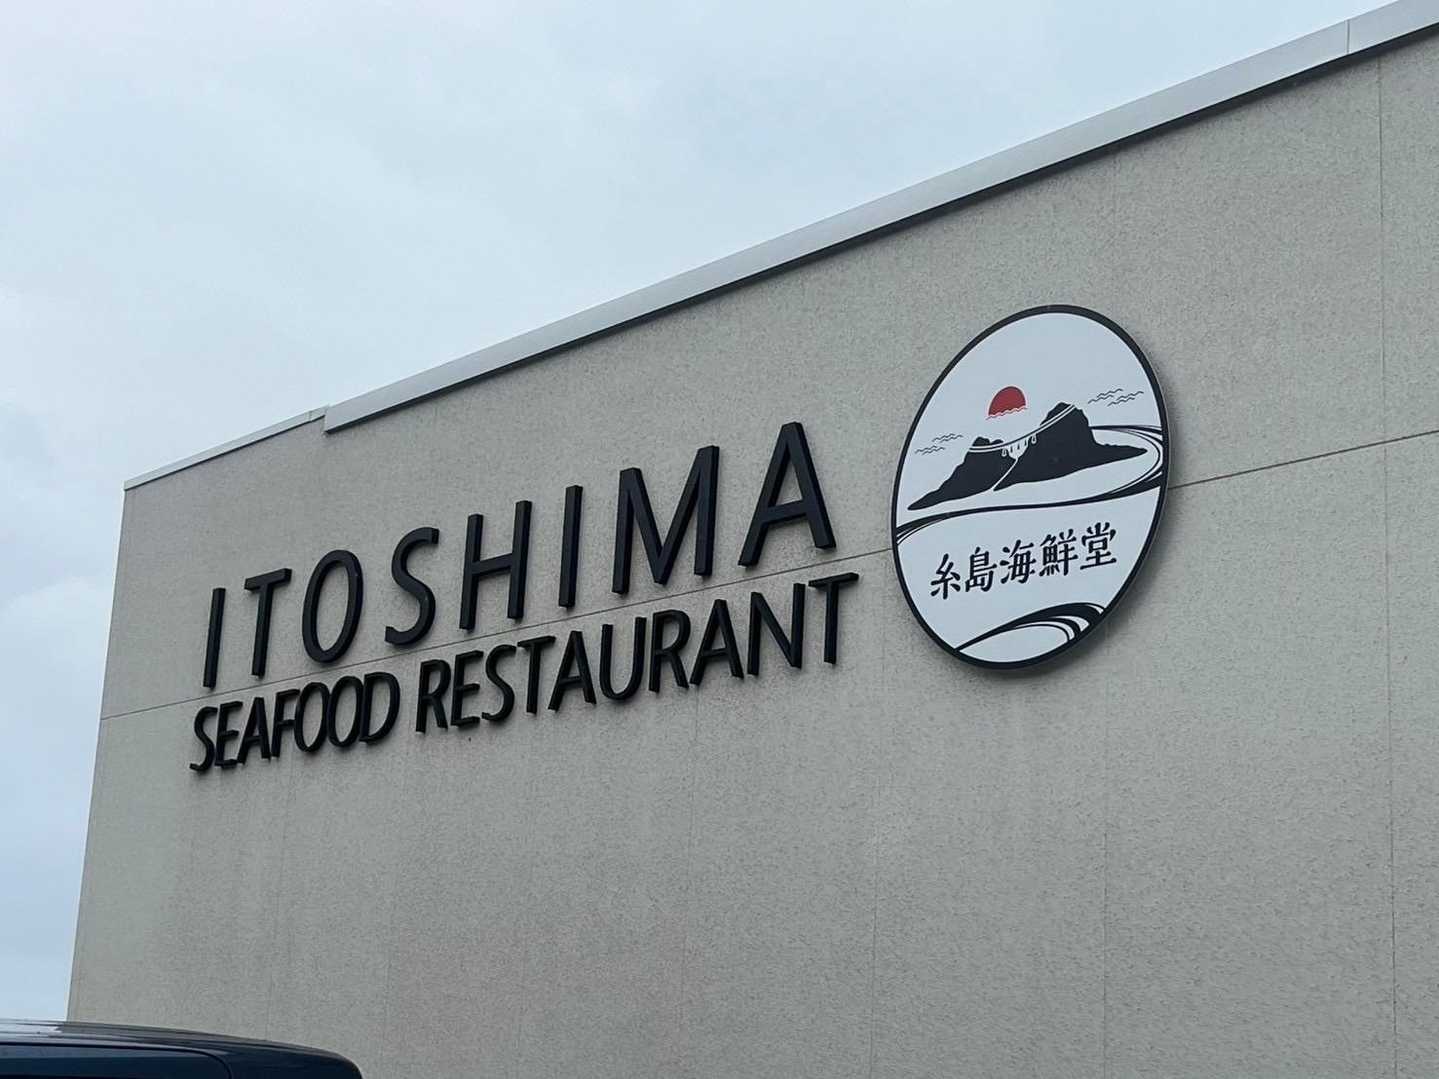 ITOSHIMA
SEAFOOD RESTAURANT
糸島海鮮堂